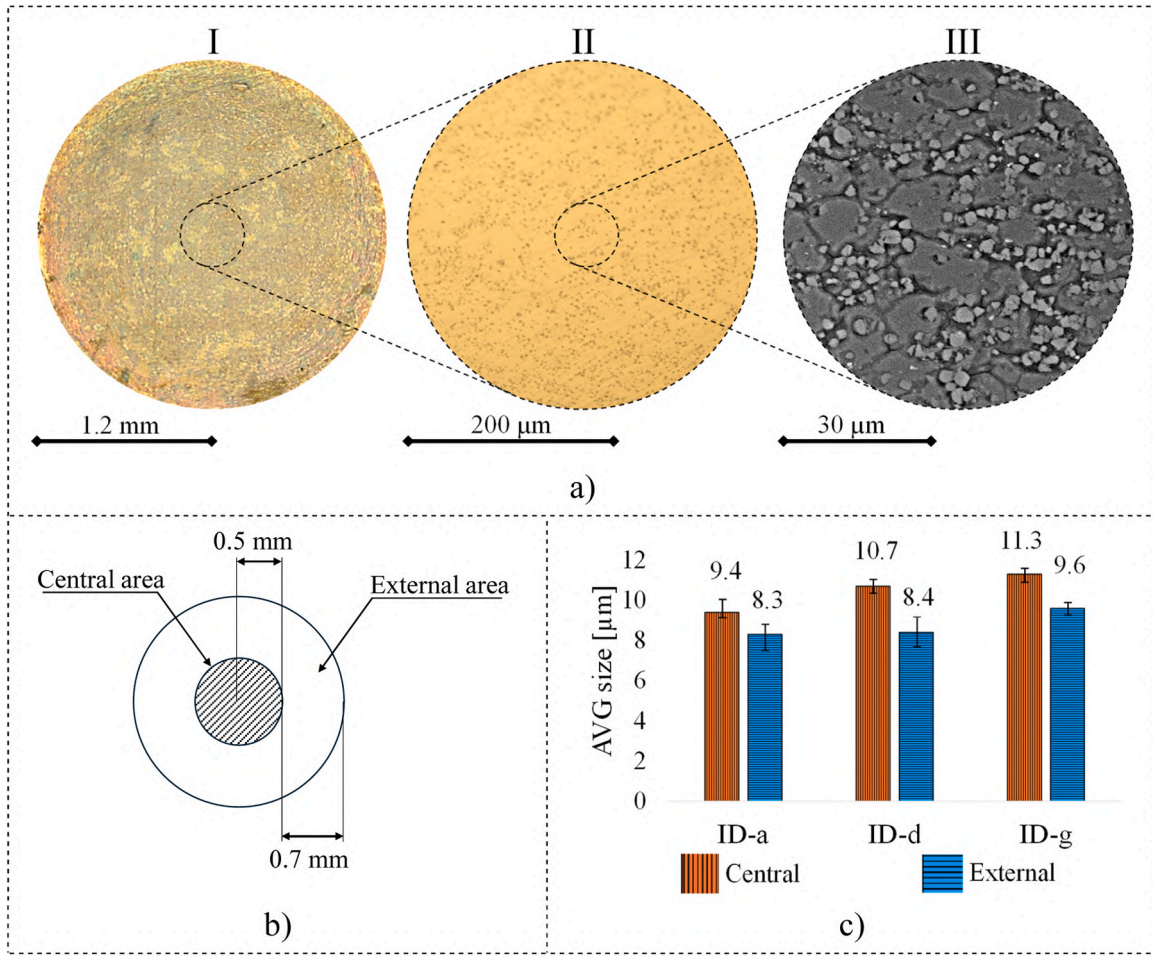 I II III
1.2 mm 200 μm 30 μm
a)
0.5 mm
Central area External area
0.7 mm
b)
AVG size [μm]
12
10
8
6
4
2
0
9.4 8.3 10.7 8.4 11.3 9.6
ID-a ID-d ID-g
Central External
c)